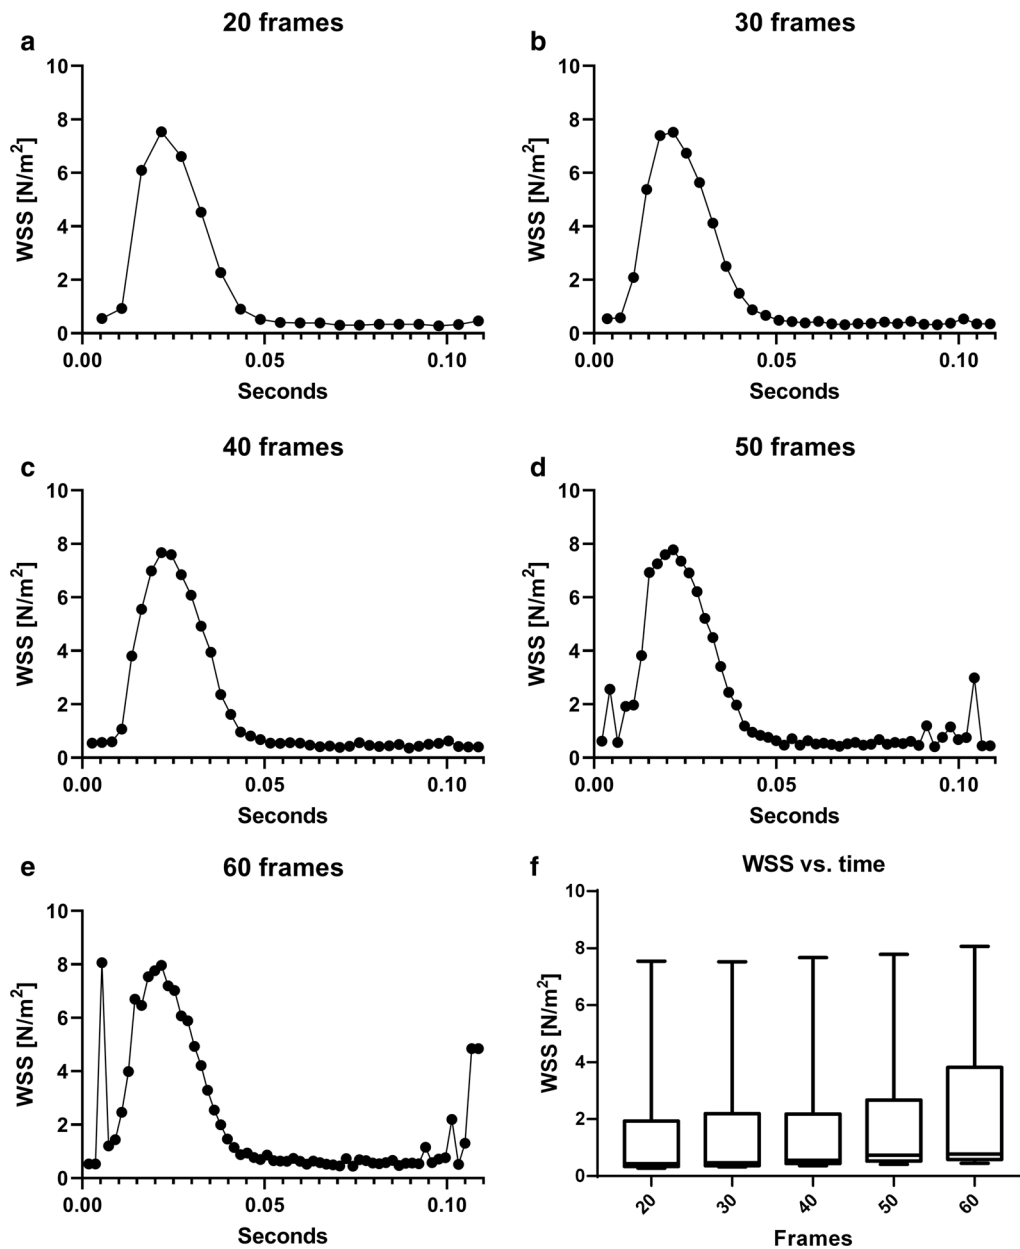 a
20 frames
WSS [N/m²]
10
8
6
4
2
0
0.00
0.05
0.10
Seconds
b
30 frames
WSS [N/m²]
10
8
6
4
2
0
0.00
0.05
0.10
Seconds
c
40 frames
WSS [N/m²]
10
8
6
4
2
0
0.00
0.05
0.10
Seconds
d
50 frames
WSS [N/m²]
10
8
6
4
2
0
0.00
0.05
0.10
Seconds
e
60 frames
WSS [N/m²]
10
8
6
4
2
0
0.00
0.05
0.10
Seconds
f
WSS vs. time
WSS [N/m²]
10
8
6
4
2
0
20
30
40
50
60
Frames